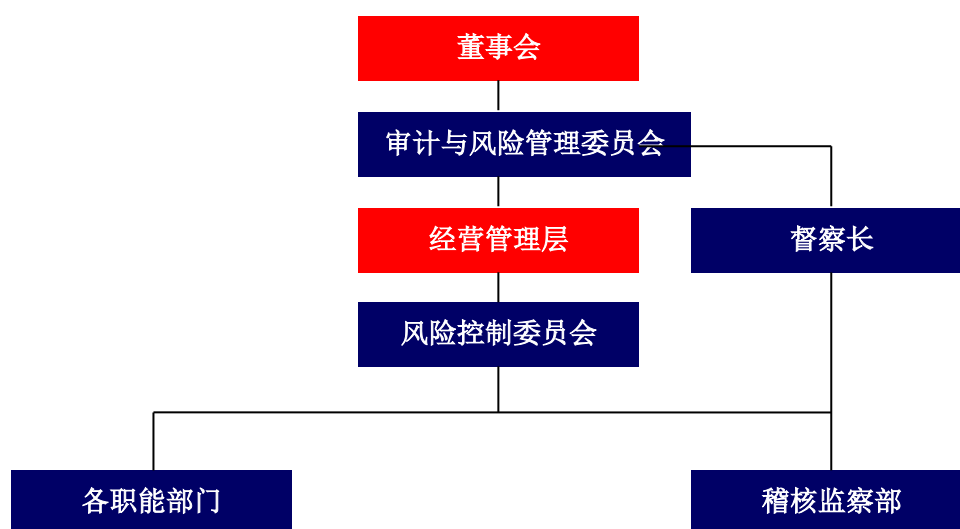 董事会
审计与风险管理委员会
经营管理层
督察长
风险控制委员会
各职能部门
稽核监察部